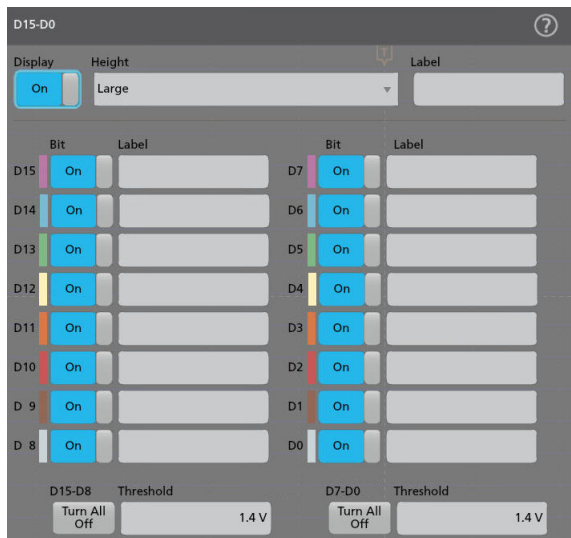 D15-D0 ?
Display Height T Label
On Large
Bit Label Bit Label
D15 On D7 On
D14 On D6 On
D13 On D5 On
D12 On D4 On
D11 On D3 On
D10 On D2 On
D 9 On D1 On
D 8 On D0 On
D15-D8 Threshold D7-D0 Threshold
Turn All Off 1.4 V Turn All Off 1.4 V